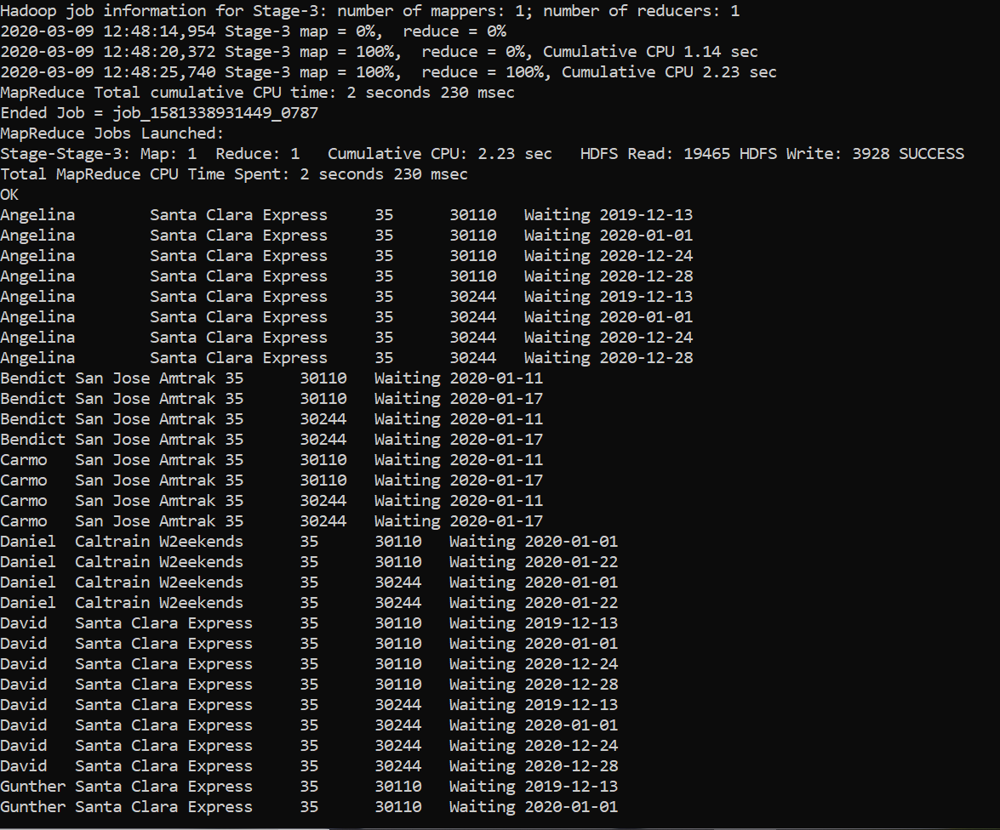 Hadoop job information for Stage-3: number of mappers: 1; number of reducers: 1
2020-03-09 12:48:14,954 Stage-3 map = 0%,  reduce = 0%
2020-03-09 12:48:20,372 Stage-3 map = 100%,  reduce = 0%, Cumulative CPU 1.14 sec
2020-03-09 12:48:25,740 Stage-3 map = 100%,  reduce = 100%, Cumulative CPU 2.23 sec
MapReduce Total cumulative CPU time: 2 seconds 230 msec
Ended Job = job_1581338931449_0787
MapReduce Jobs Launched:
Stage-Stage-3: Map: 1  Reduce: 1   Cumulative CPU: 2.23 sec   HDFS Read: 19465 HDFS Write: 3928 SUCCESS
Total MapReduce CPU Time Spent: 2 seconds 230 msec
OK
Angelina        Santa Clara Express     35      30110   Waiting 2019-12-13
Angelina        Santa Clara Express     35      30110   Waiting 2020-01-01
Angelina        Santa Clara Express     35      30110   Waiting 2020-12-24
Angelina        Santa Clara Express     35      30110   Waiting 2020-12-28
Angelina        Santa Clara Express     35      30244   Waiting 2019-12-13
Angelina        Santa Clara Express     35      30244   Waiting 2020-01-01
Angelina        Santa Clara Express     35      30244   Waiting 2020-12-24
Angelina        Santa Clara Express     35      30244   Waiting 2020-12-28
Bendict San Jose Amtrak 35      30110   Waiting 2020-01-11
Bendict San Jose Amtrak 35      30110   Waiting 2020-01-17
Bendict San Jose Amtrak 35      30244   Waiting 2020-01-11
Bendict San Jose Amtrak 35      30244   Waiting 2020-01-17
Carmo   San Jose Amtrak 35      30110   Waiting 2020-01-11
Carmo   San Jose Amtrak 35      30110   Waiting 2020-01-17
Carmo   San Jose Amtrak 35      30244   Waiting 2020-01-11
Carmo   San Jose Amtrak 35      30244   Waiting 2020-01-17
Daniel  Caltrain W2eekends      35      30110   Waiting 2020-01-01
Daniel  Caltrain W2eekends      35      30110   Waiting 2020-01-22
Daniel  Caltrain W2eekends      35      30244   Waiting 2020-01-01
Daniel  Caltrain W2eekends      35      30244   Waiting 2020-01-22
David   Santa Clara Express     35      30110   Waiting 2019-12-13
David   Santa Clara Express     35      30110   Waiting 2020-01-01
David   Santa Clara Express     35      30110   Waiting 2020-12-24
David   Santa Clara Express     35      30110   Waiting 2020-12-28
David   Santa Clara Express     35      30244   Waiting 2019-12-13
David   Santa Clara Express     35      30244   Waiting 2020-01-01
David   Santa Clara Express     35      30244   Waiting 2020-12-24
David   Santa Clara Express     35      30244   Waiting 2020-12-28
Gunther Santa Clara Express     35      30110   Waiting 2019-12-13
Gunther Santa Clara Express     35      30110   Waiting 2020-01-01